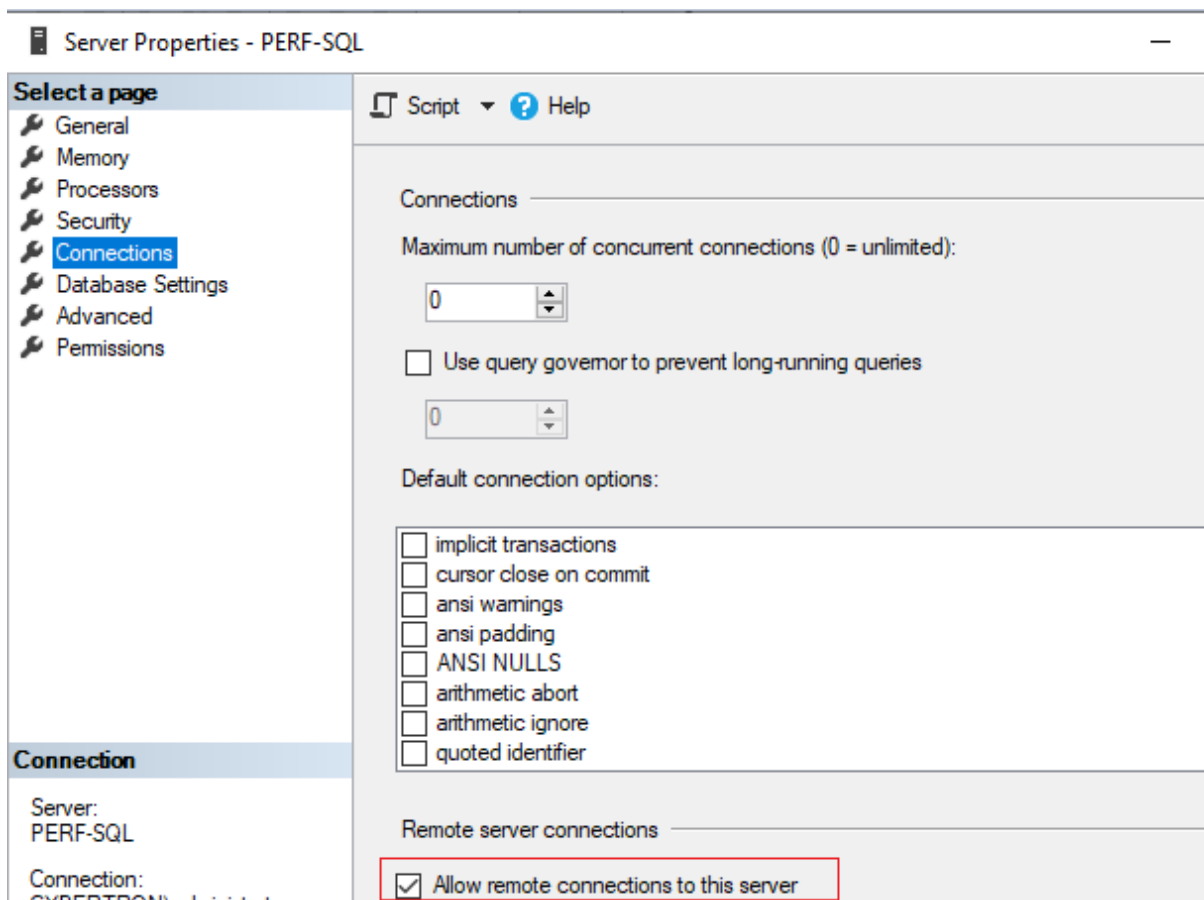 Server Properties - PERF-SQL
Select a page
General
Memory
Processors
Security
Connections
Database Settings
Advanced
Permissions
Script
Help
Connections
Maximum number of concurrent connections (0 = unlimited):
0
Use query governor to prevent long-running queries
0
Default connection options:
implicit transactions
cursor close on commit
ansi warnings
ansi padding
ANSI NULLS
arithmetic abort
arithmetic ignore
quoted identifier
Remote server connections
Allow remote connections to this server
Connection
Server:
PERF-SQL
Connection: